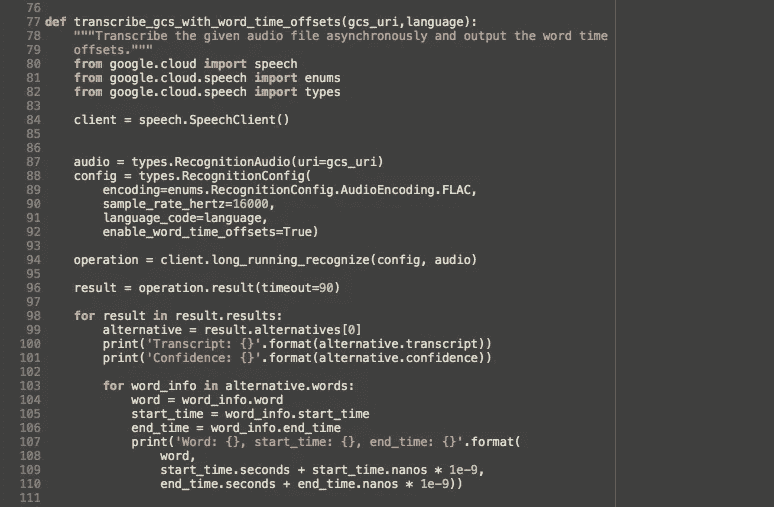 76
77 def transcribe_gcs_with_word_time_offsets(gcs_uri,language):
78     """Transcribe the given audio file asynchronously and output the word time
79     offsets."""
80     from google.cloud import speech
81     from google.cloud.speech import enums
82     from google.cloud.speech import types
83
84     client = speech.SpeechClient()
85
86
87     audio = types.RecognitionAudio(uri=gcs_uri)
88     config = types.RecognitionConfig(
89         encoding=enums.RecognitionConfig.AudioEncoding.FLAC,
90         sample_rate_hertz=16000,
91         language_code=language,
92         enable_word_time_offsets=True)
93
94     operation = client.long_running_recognize(config, audio)
95
96     result = operation.result(timeout=90)
97
98     for result in result.results:
99         alternative = result.alternatives[0]
100         print('Transcript: {}'.format(alternative.transcript))
101         print('Confidence: {}'.format(alternative.confidence))
102
103         for word_info in alternative.words:
104             word = word_info.word
105             start_time = word_info.start_time
106             end_time = word_info.end_time
107             print('Word: {}, start_time: {}, end_time: {}'.format(
108                 word,
109                 start_time.seconds + start_time.nanos * 1e-9,
110                 end_time.seconds + end_time.nanos * 1e-9))
111